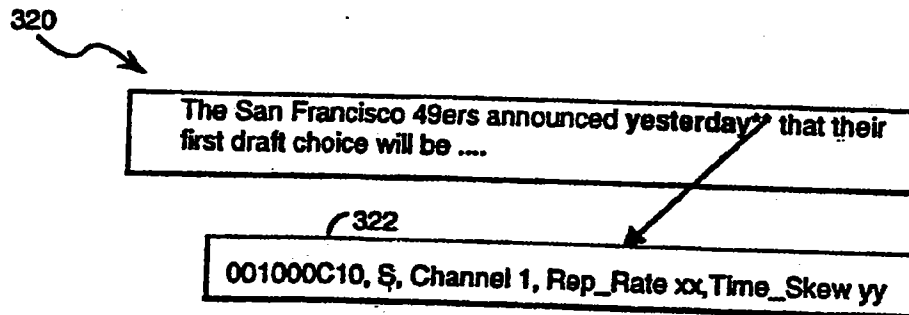 320
The San Francisco 49ers announced yesterday** that their
first draft choice will be ....
322
001000C10, S, Channel 1, Rep_Rate xx,Time_Skew yy